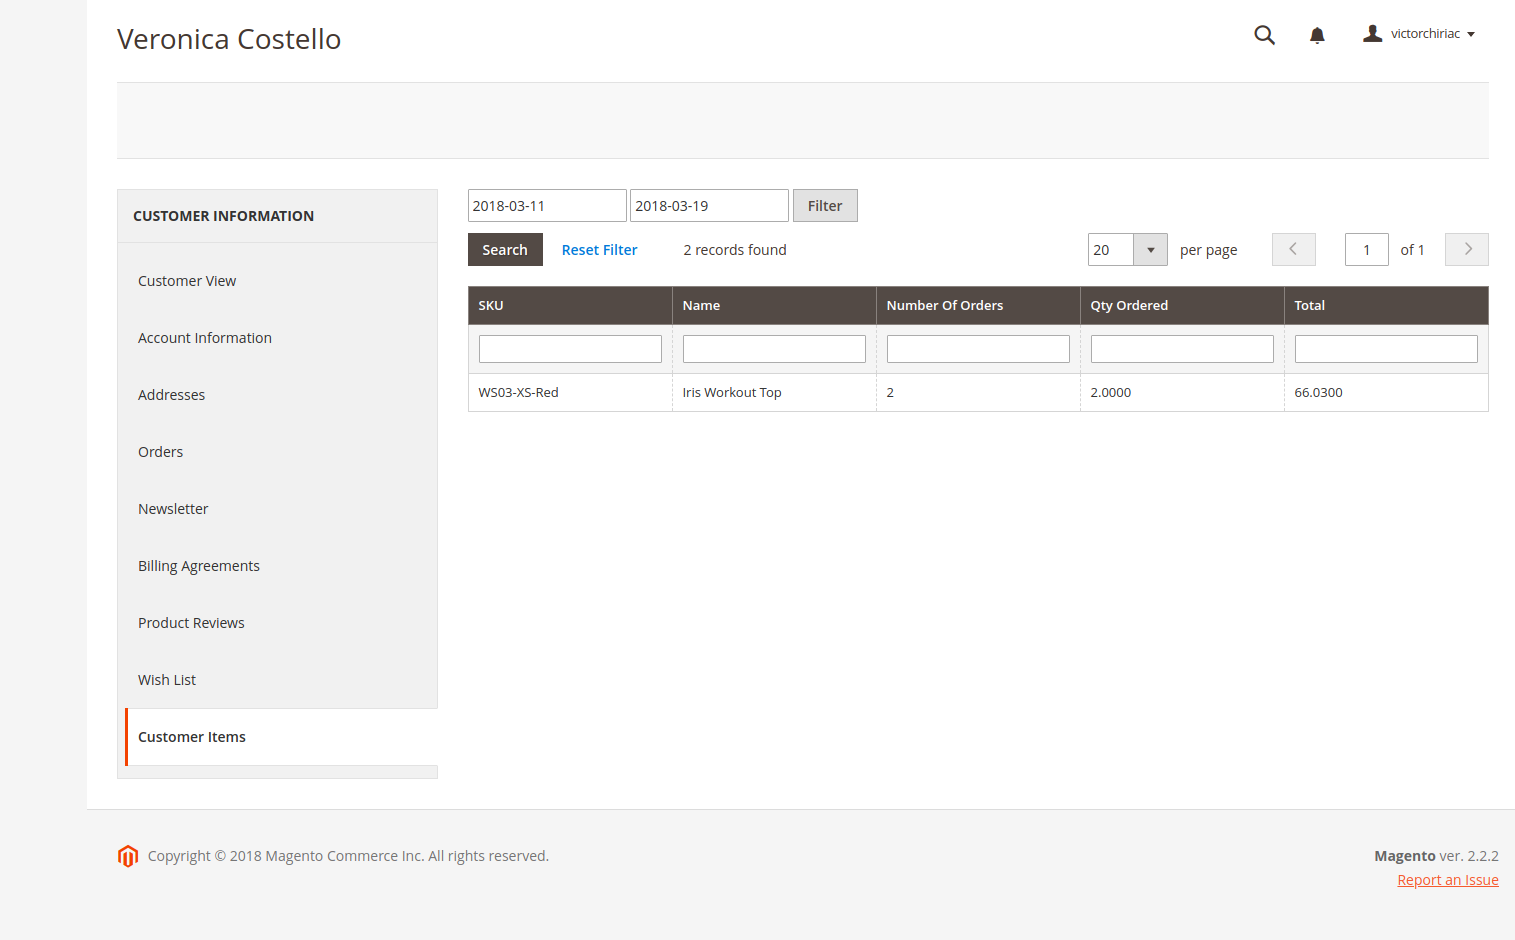 Veronica Costello
victorchiriac
CUSTOMER INFORMATION
Customer View
Account Information
Addresses
Orders
Newsletter
Billing Agreements
Product Reviews
Wish List
Customer Items
2018-03-11 2018-03-19 Filter
Search Reset Filter 2 records found 20 per page 1 of 1
SKU Name Number Of Orders Qty Ordered Total
WS03-XS-Red Iris Workout Top 2 2.0000 66.0300
Copyright © 2018 Magento Commerce Inc. All rights reserved.
Magento ver. 2.2.2
Report an Issue